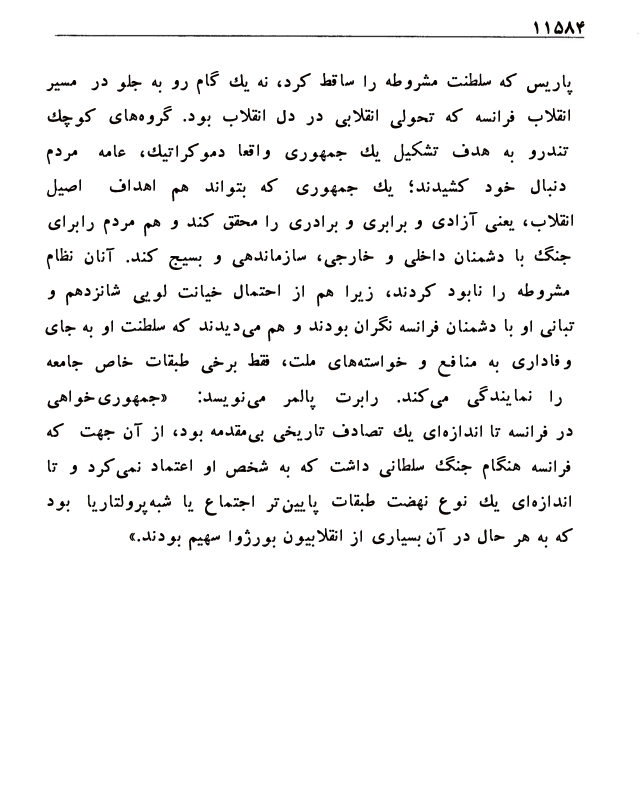 ۱۱۵۸۴
پاریس که سلطنت مشروطه را ساقط کرد، نه یك گام رو به جلو در مسیر
انقلاب فرانسه که تحولی انقلابی در دل انقلاب بود. گروه‌های کوچك
تندرو به هدف تشکیل یك جمهوری واقعا دموکراتیك، عامه مردم
دنبال خود کشیدند؛ یك جمهوری که بتواند هم اهداف اصیل
انقلاب، یعنی آزادی و برابری و برادری را محقق کند و هم مردم رابرای
جنگ با دشمنان داخلی و خارجی، سازماندهی و بسیج کند. آنان نظام
مشروطه را نابود کردند، زیرا هم از احتمال خیانت لویی شانزدهم و
تبانی او با دشمنان فرانسه نگران بودند و هم می‌دیدند که سلطنت او به جای
وفاداری به منافع و خواسته‌های ملت، فقط برخی طبقات خاص جامعه
را نمایندگی می‌کند. رابرت پالمر می‌نویسد: «جمهوری‌خواهی
در فرانسه تا اندازه‌ای یك تصادف تاریخی بی‌مقدمه بود، از آن جهت که
فرانسه هنگام جنگ سلطانی داشت که به شخص او اعتماد نمی‌کرد و تا
اندازه‌ای یك نوع نهضت طبقات پایین‌تر اجتماع یا شبه‌پرولتاریا بود
که به هر حال در آن بسیاری از انقلابیون بورژوا سهیم بودند.»